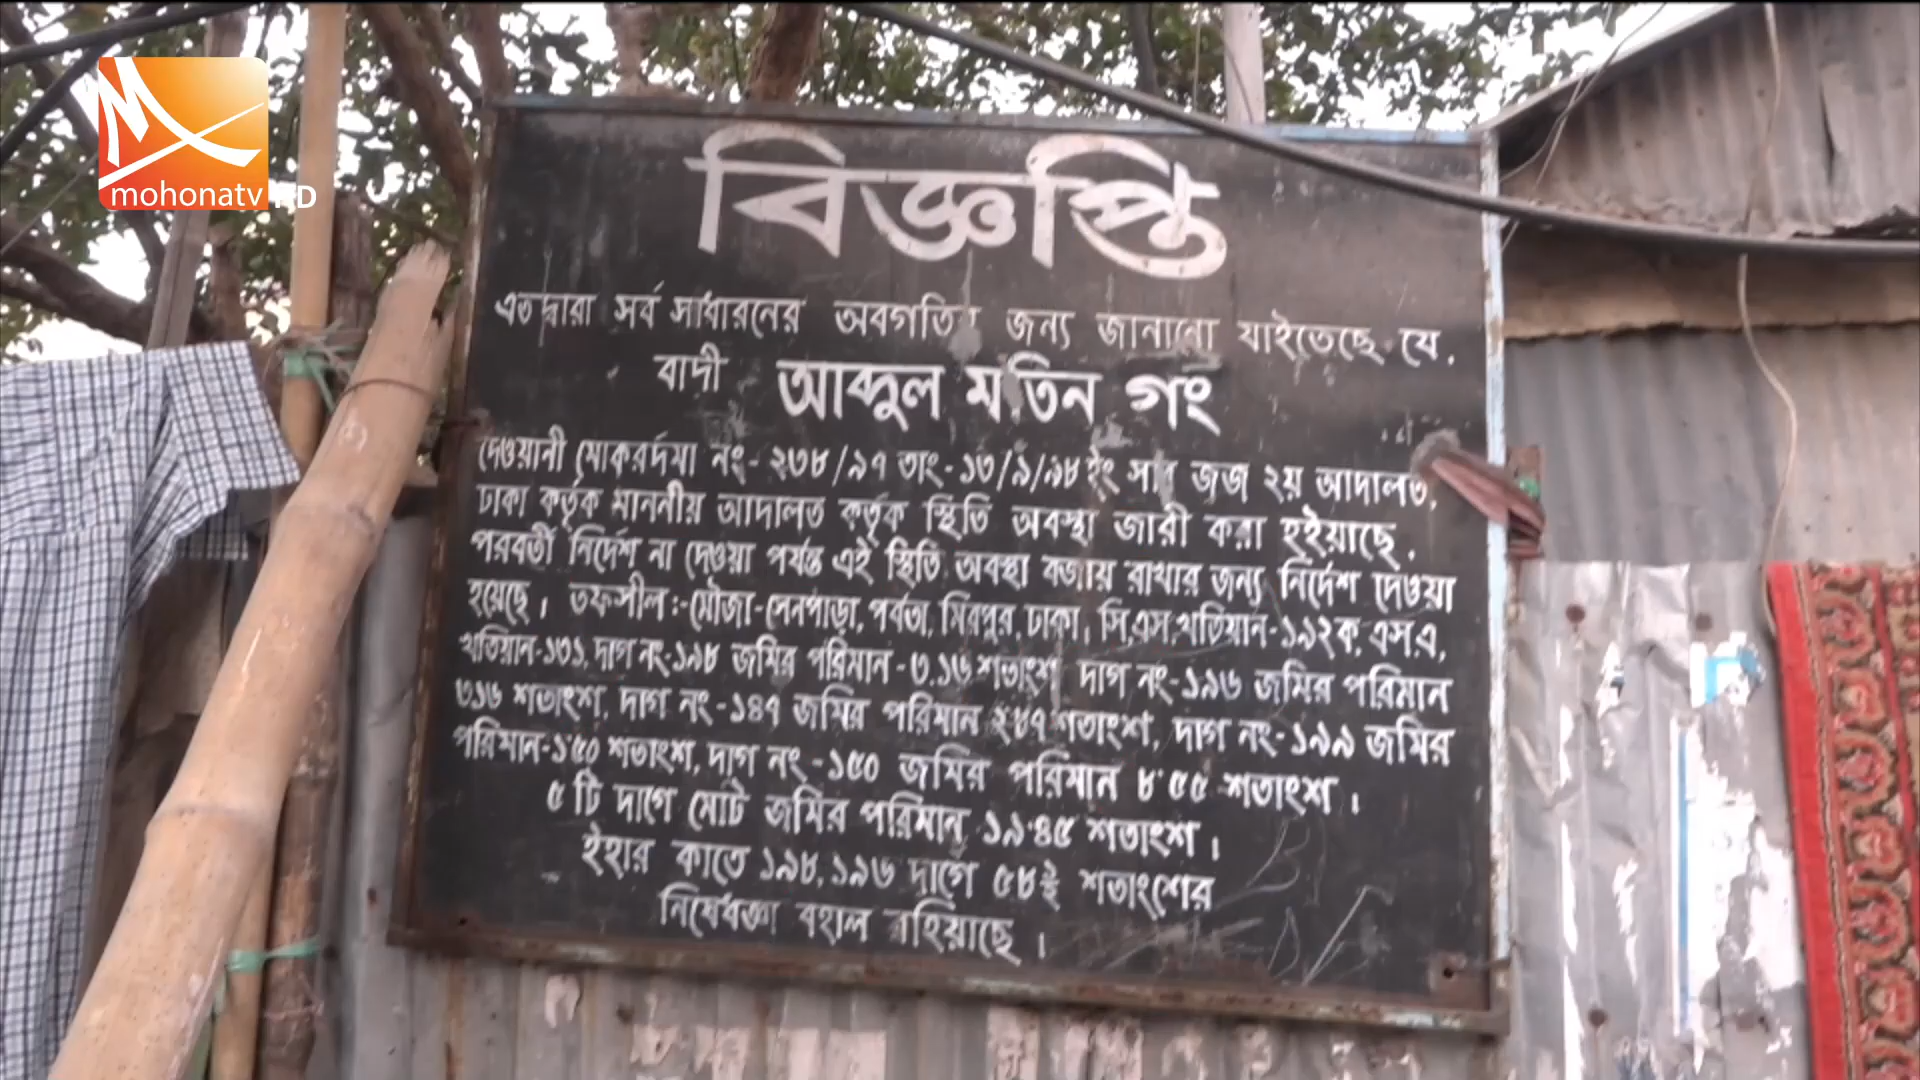 mohonatv HD
বিজ্ঞপ্তি
এতদ্বারা সর্ব সাধারনের অবগতির জন্য জানানো যাইতেছে যে.
বাদী আব্দুল মতিন গং
দেওয়ানী মোকর্দমা নং-২৩৮/৯৭ তাং-১৩/৯/৯৮ ইং সাব জজ ২য় আদালত,
ঢাকা কর্তৃক মাননীয় আদালত কর্তৃক স্থিতি অবস্থা জারী করা হইয়াছে.
পরবর্তী নির্দেশ না দেওয়া পর্যন্ত এই স্থিতি অবস্থা বজায় রাখার জন্য নির্দেশ দেওয়া
হয়েছে। তফসীল:-মৌজা-সেনপাড়া, পর্বতা, মিরপুর, ঢাকা, সি,এস,খতিয়ান-১৯২ক, এস.এ,
খতিয়ান-১৩১, দাগ নং-১৯৮ জমির পরিমান-৩.১৬ শতাংশ, দাগ নং-১৯৬ জমির পরিমান
৩১৬ শতাংশ, দাগ নং-১৪৭ জমির পরিমান শতাংশ, দাগ নং-১৯৯ জমির
পরিমান-১'৫০ শতাংশ, দাগ নং-১৫০ জমির পরিমান ৮'৫৫ শতাংশ।
৫ টি দাগে মোট জমির পরিমান ১৯'৪৫ শতাংশ।
ইহার কাতে ১৯৮,১৯৬ দাগে শতাংশের
নিষেধজ্ঞা বহাল রহিয়াছে।